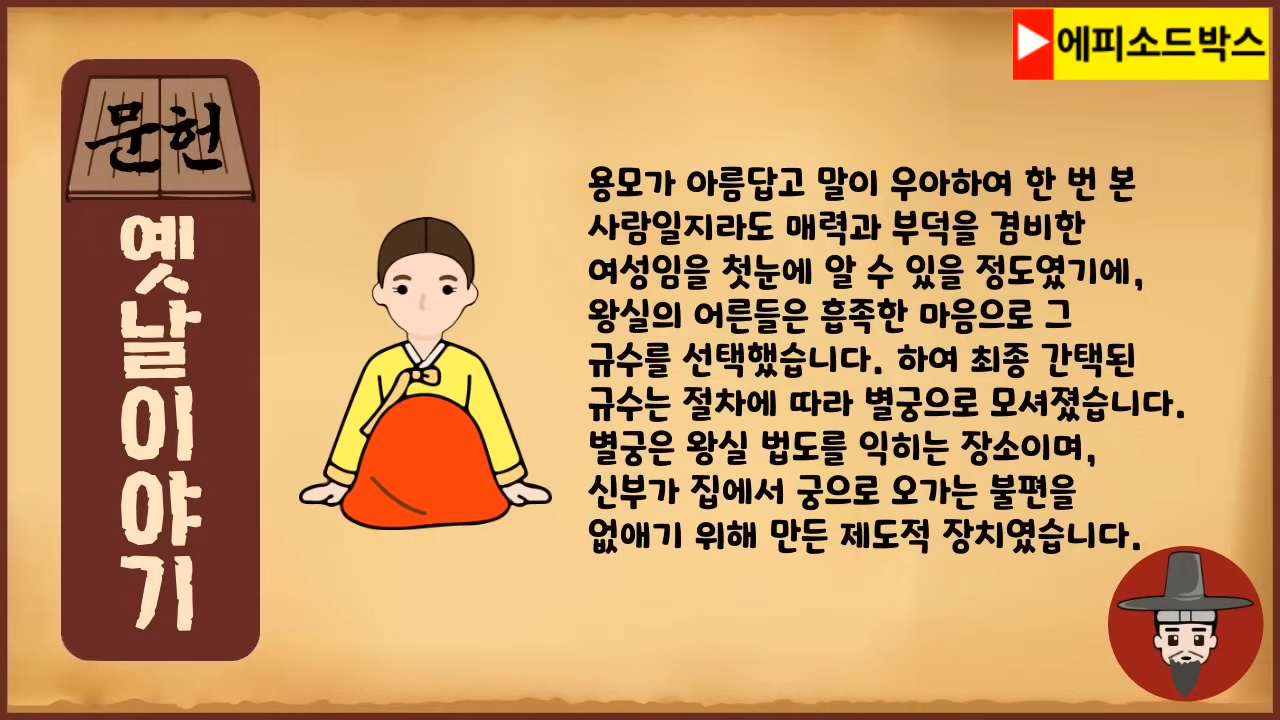 에피소드박스
문헌
옛날이야기
용모가 아름답고 말이 우아하여 한 번 본
사람일지라도 매력과 부덕을 겸비한
여성임을 첫눈에 알 수 있을 정도였기에,
왕실의 어른들은 흡족한 마음으로 그
규수를 선택했습니다. 하여 최종 간택된
규수는 절차에 따라 별궁으로 모셔졌습니다.
별궁은 왕실 법도를 익히는 장소이며,
신부가 집에서 궁으로 오가는 불편을
없애기 위해 만든 제도적 장치였습니다.